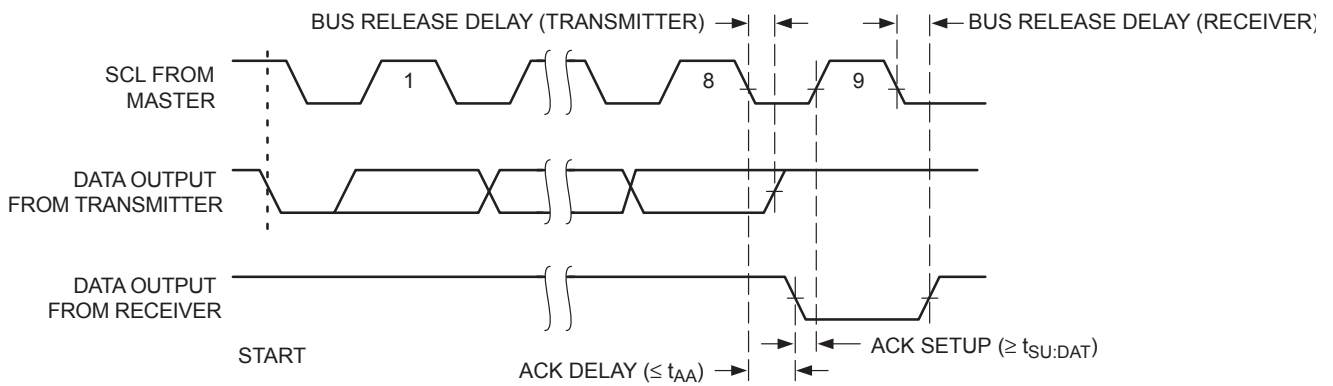 BUS RELEASE DELAY (TRANSMITTER)
BUS RELEASE DELAY (RECEIVER)
SCL FROM
MASTER
1
8
9
DATA OUTPUT
FROM TRANSMITTER
DATA OUTPUT
FROM RECEIVER
START
ACK SETUP (≥ tSU:DAT)
ACK DELAY (≤ tAA)